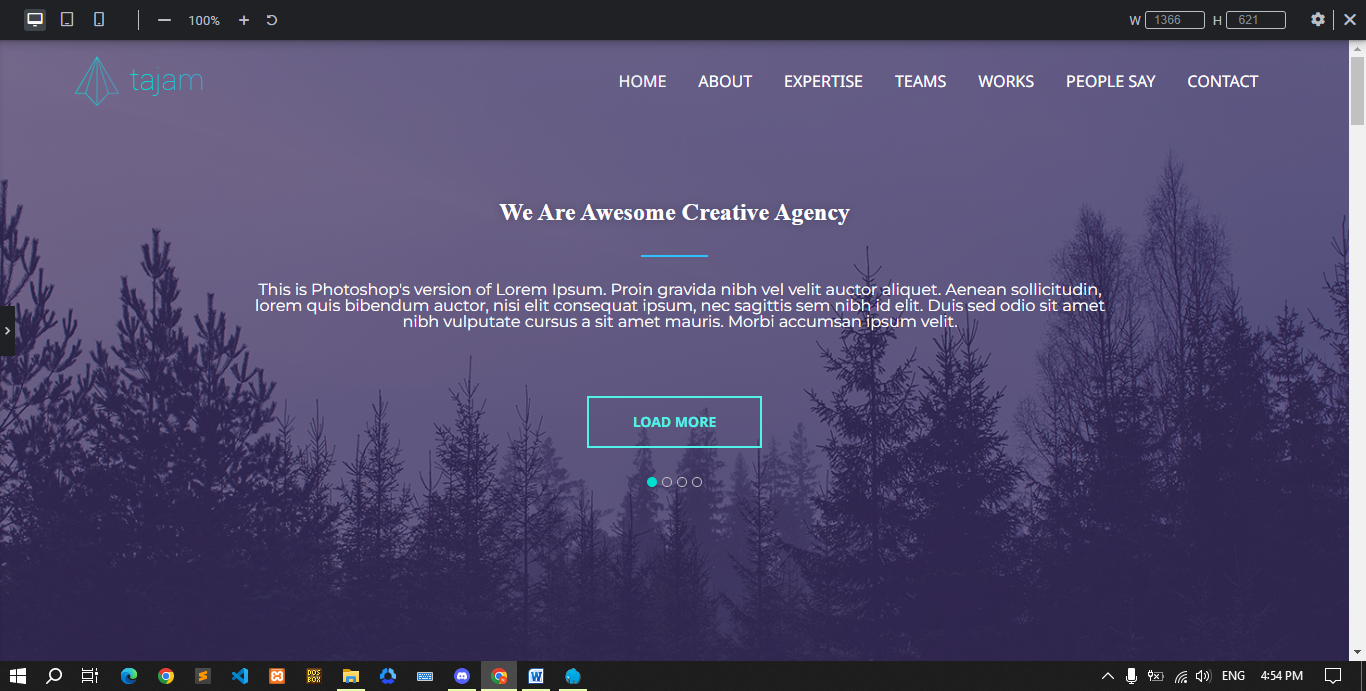 100%
W 1366 H 621
tajam
HOME ABOUT EXPERTISE TEAMS WORKS PEOPLE SAY CONTACT
We Are Awesome Creative Agency
This is Photoshop's version of Lorem Ipsum. Proin gravida nibh vel velit auctor aliquet. Aenean sollicitudin,
lorem quis bibendum auctor, nisi elit consequat ipsum, nec sagittis sem nibh id elit. Duis sed odio sit amet
nibh vulputate cursus a sit amet mauris. Morbi accumsan ipsum velit.
LOAD MORE
DOS
BOX
W
ENG 4:54 PM